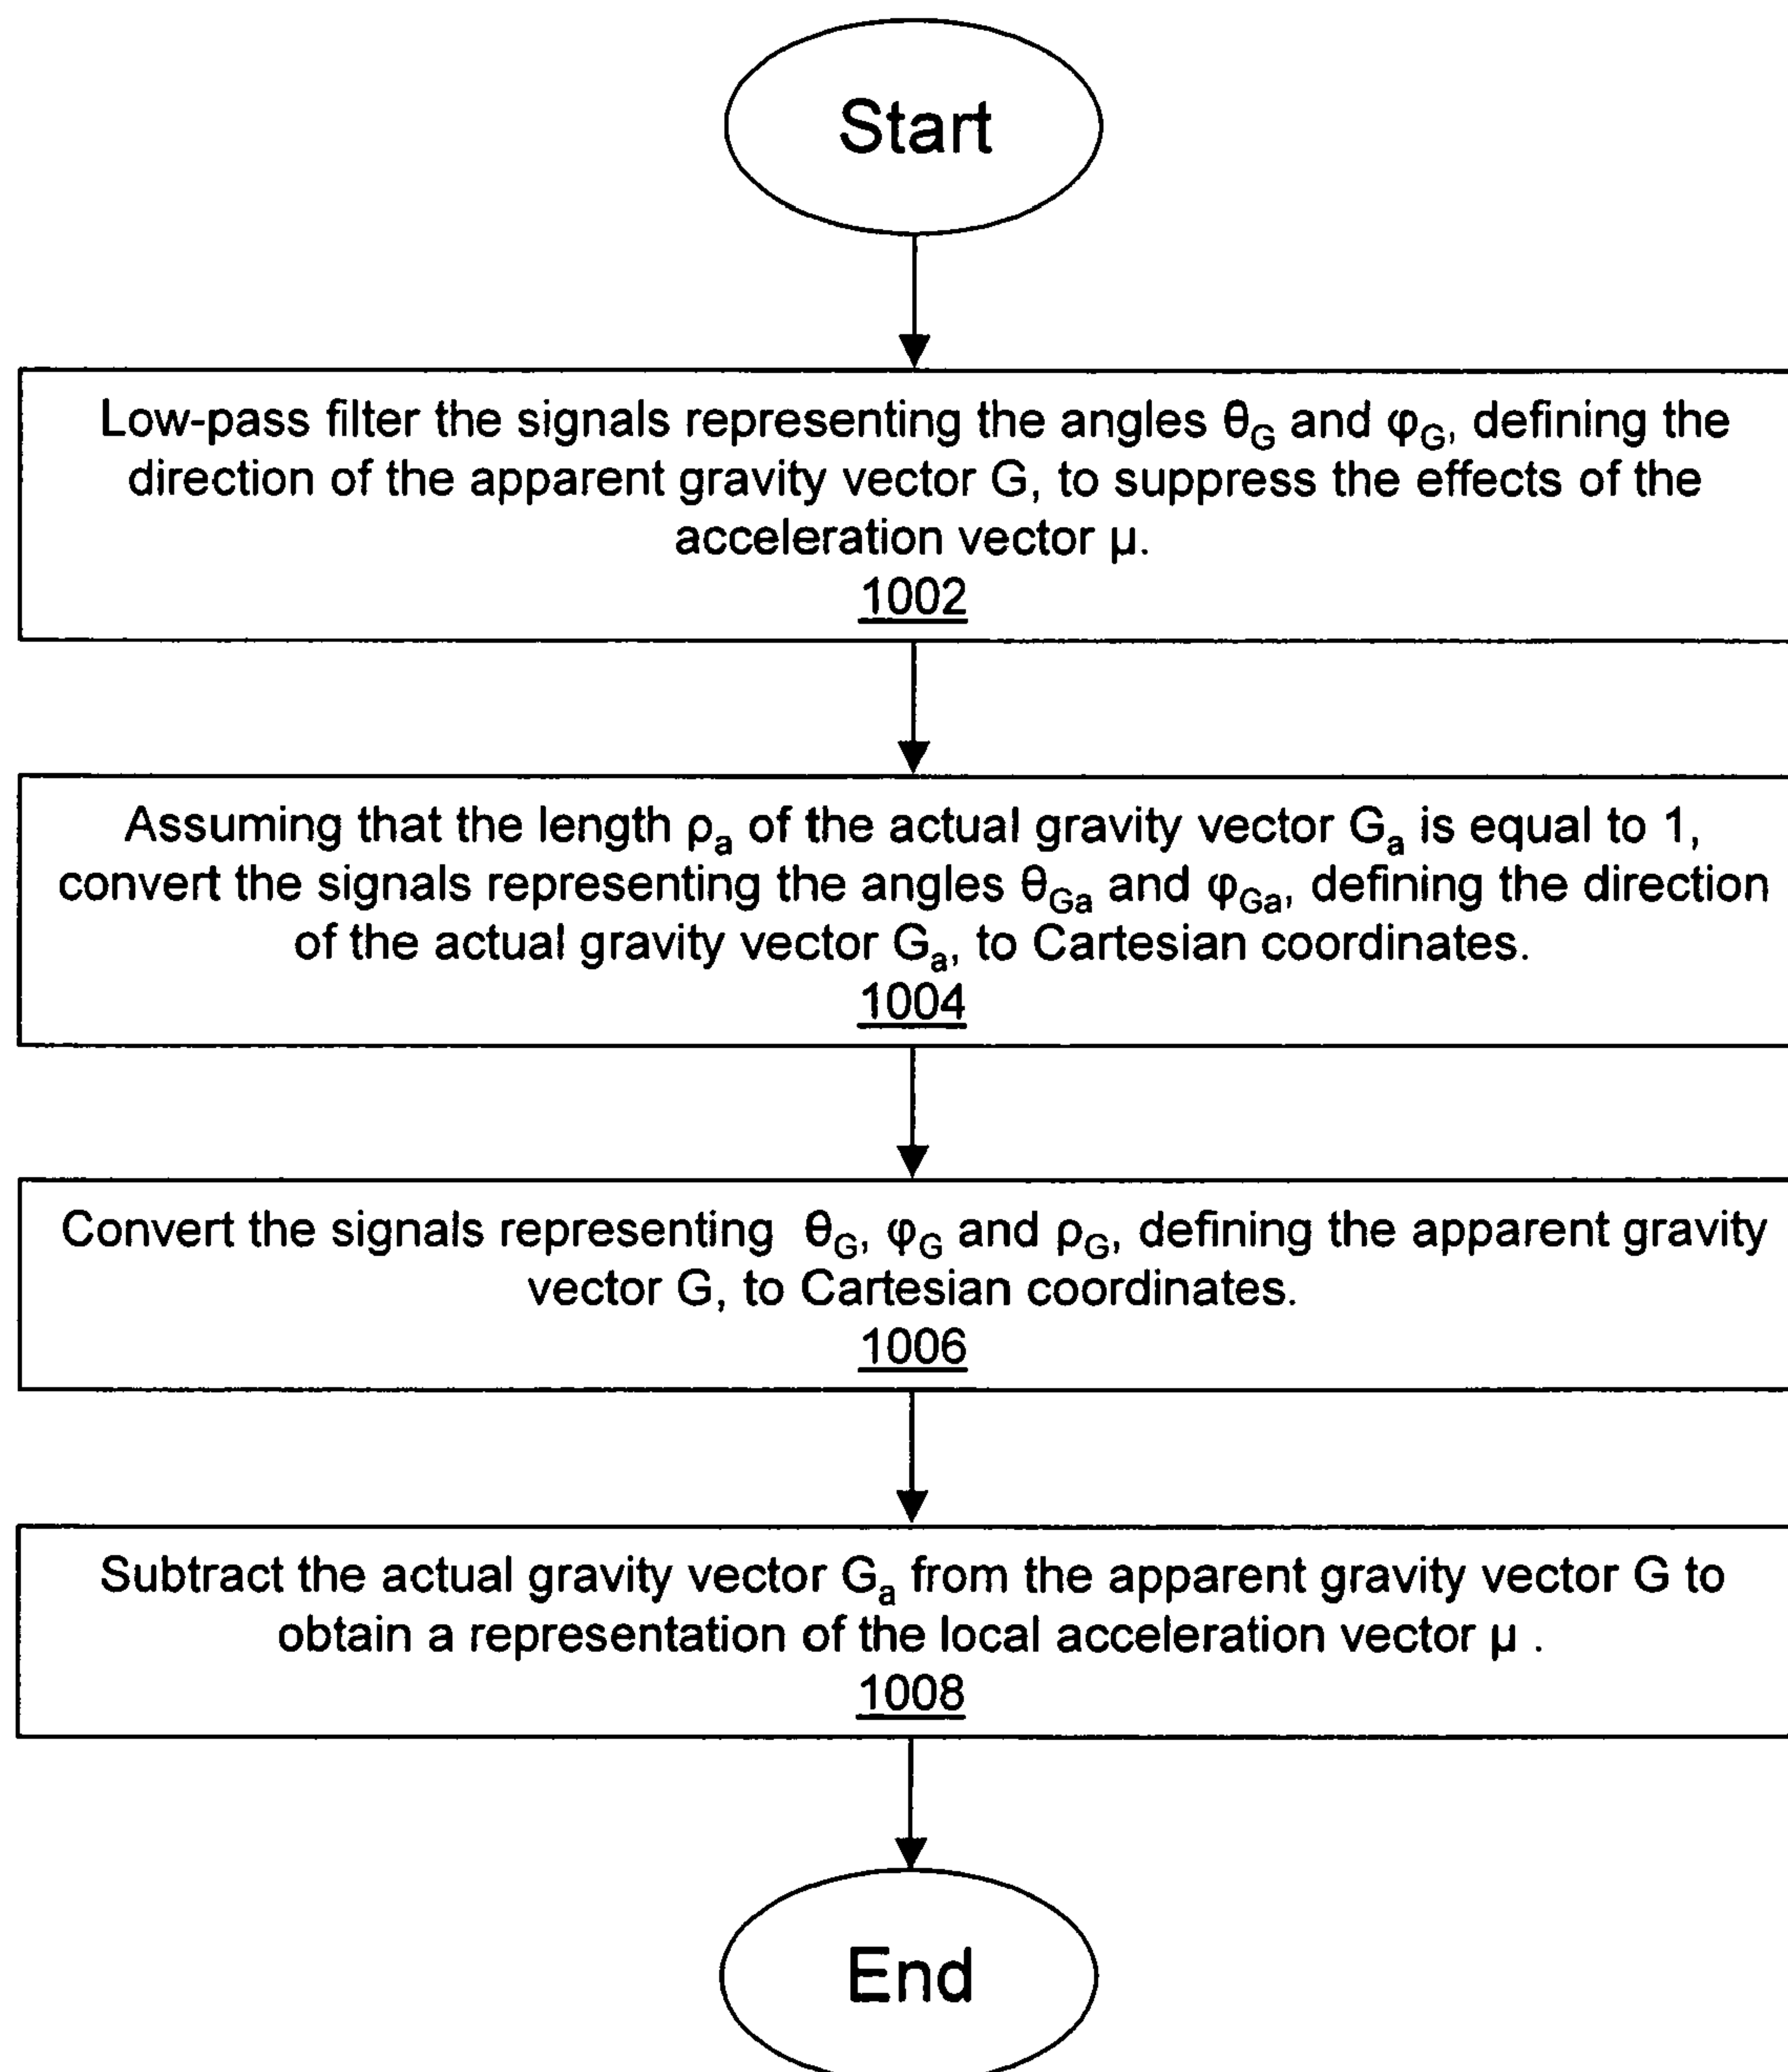 Start
Low-pass filter the signals representing the angles θG and φG, defining the
direction of the apparent gravity vector G, to suppress the effects of the
acceleration vector µ.
1002
Assuming that the length ρa of the actual gravity vector Ga is equal to 1,
convert the signals representing the angles θGa and φGa, defining the direction
of the actual gravity vector Ga, to Cartesian coordinates.
1004
Convert the signals representing θG, φG and ρG, defining the apparent gravity
vector G, to Cartesian coordinates.
1006
Subtract the actual gravity vector Ga from the apparent gravity vector G to
obtain a representation of the local acceleration vector µ .
1008
End